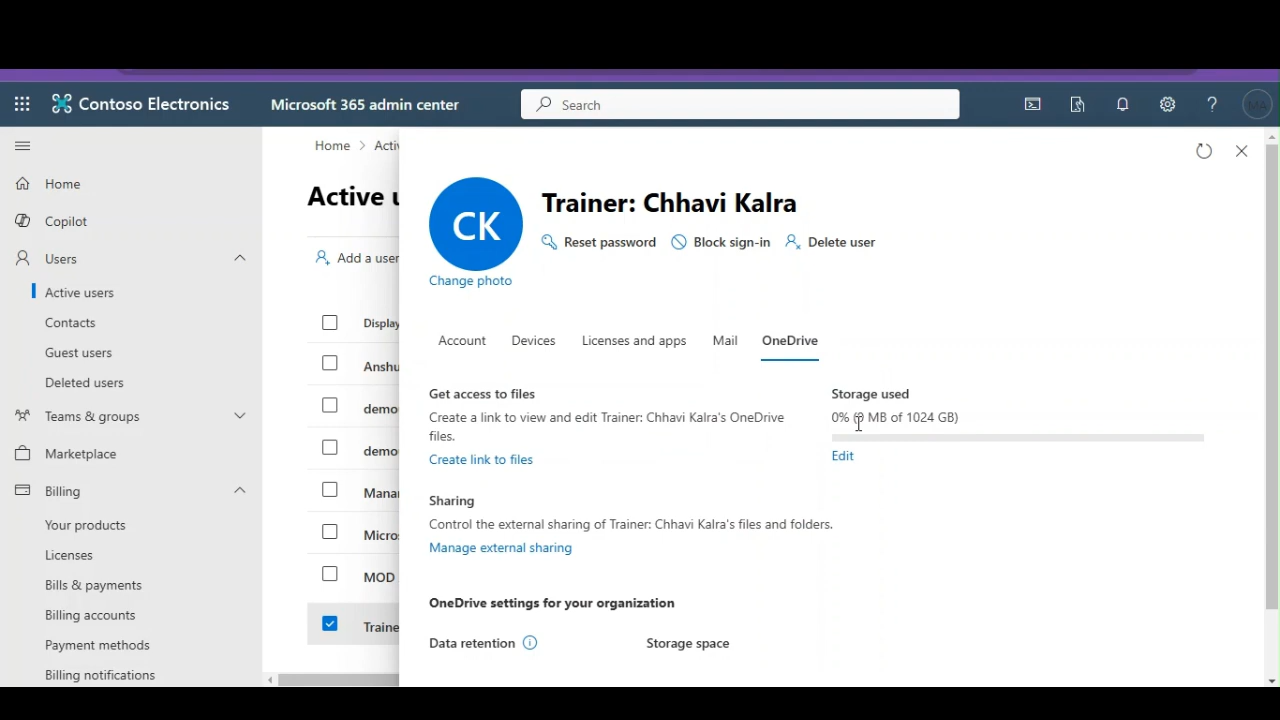 Contoso Electronics
Microsoft 365 admin center
Search
MA
Home
Copilot
Users
Active users
Contacts
Guest users
Deleted users
Teams & groups
Marketplace
Billing
Your products
Licenses
Bills & payments
Billing accounts
Payment methods
Billing notifications
Home > Activ
Active u
Add a user
Display
Anshu
demo
demo
Manar
Micros
MOD
Traine
CK
Change photo
Trainer: Chhavi Kalra
Reset password
Block sign-in
Delete user
Account
Devices
Licenses and apps
Mail
OneDrive
Get access to files
Create a link to view and edit Trainer: Chhavi Kalra's OneDrive
files.
Create link to files
Storage used
0% (0 MB of 1024 GB)
Edit
Sharing
Control the external sharing of Trainer: Chhavi Kalra's files and folders.
Manage external sharing
OneDrive settings for your organization
Data retention
Storage space